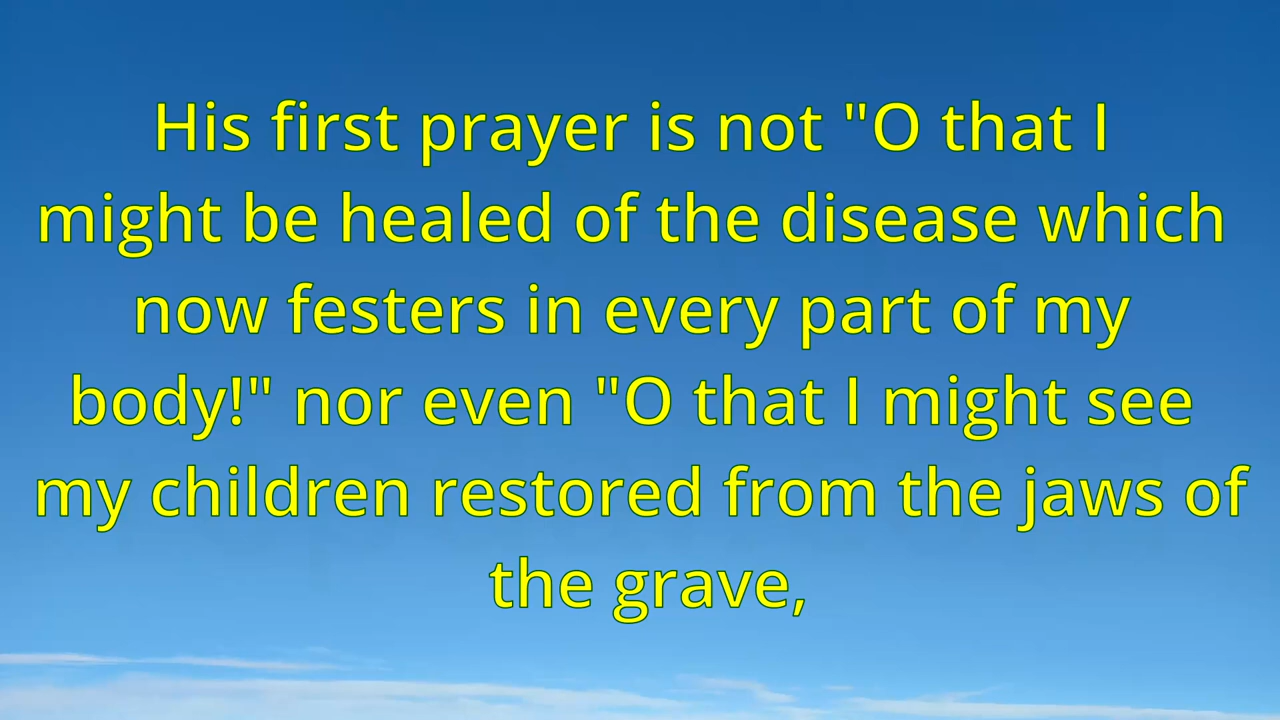 His first prayer is not "O that I
might be healed of the disease which
now festers in every part of my
body!" nor even "O that I might see
my children restored from the jaws of
the grave,